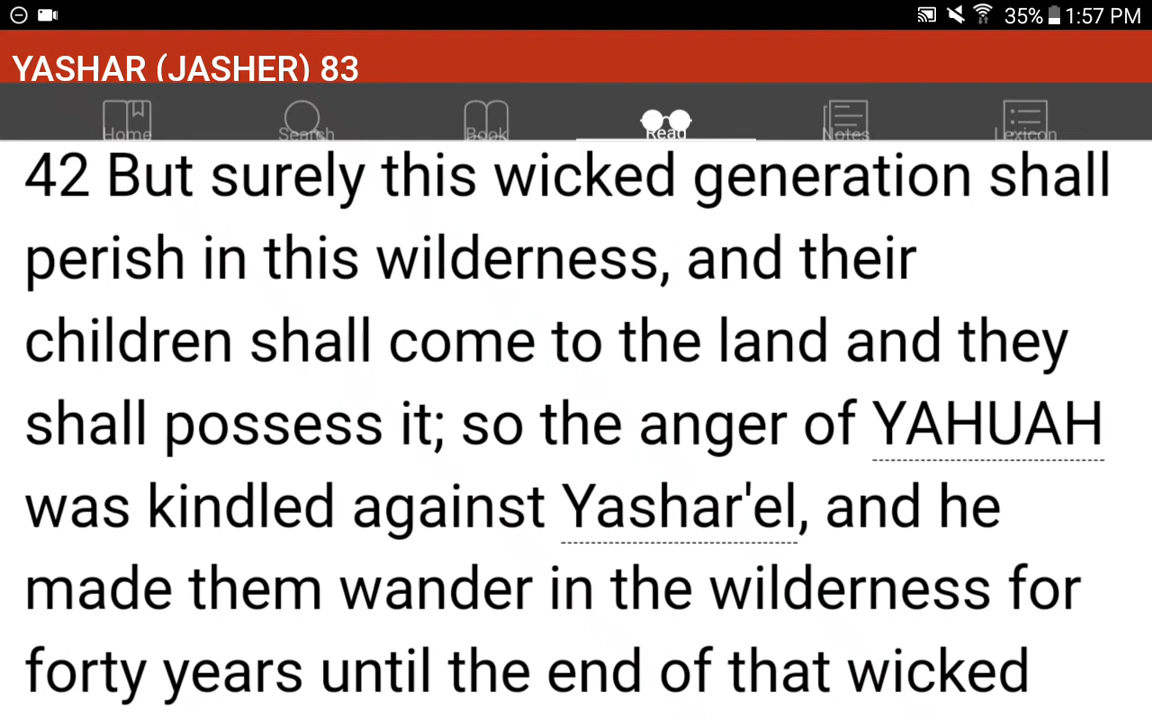 35% 1:57 PM
YASHAR (JASHER) 83
Home Search Book Read Notes Lexicon
42 But surely this wicked generation shall
perish in this wilderness, and their
children shall come to the land and they
shall possess it; so the anger of YAHUAH
was kindled against Yashar'el, and he
made them wander in the wilderness for
forty years until the end of that wicked